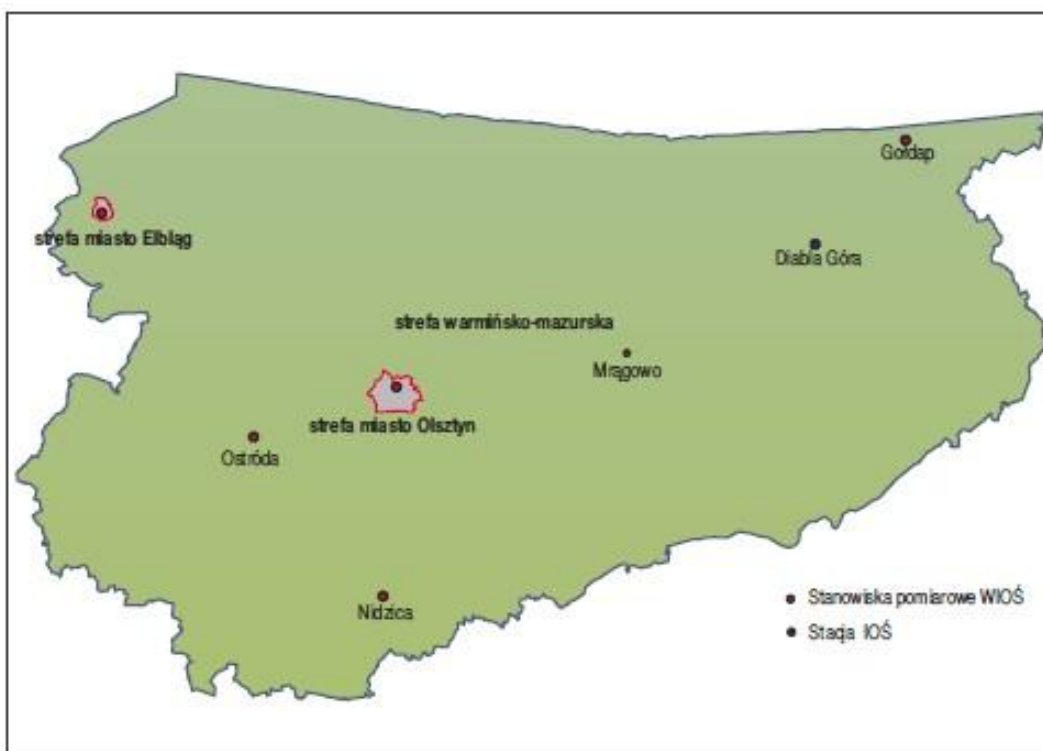 Gołdap
strefa miasto Elbląg
Diabla Góra
strefa warmińsko-mazurska
Mrągowo
strefa miasto Olsztyn
Ostróda
Nidzica
Stanowiska pomiarowe WIOŚ
Stacja IOŚ